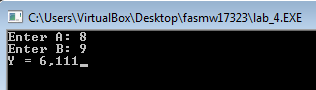 C:\Users\VirtualBox\Desktop\fasmw17323\lab_4.EXE
Enter A: 8
Enter B: 9
Y = 6,111_